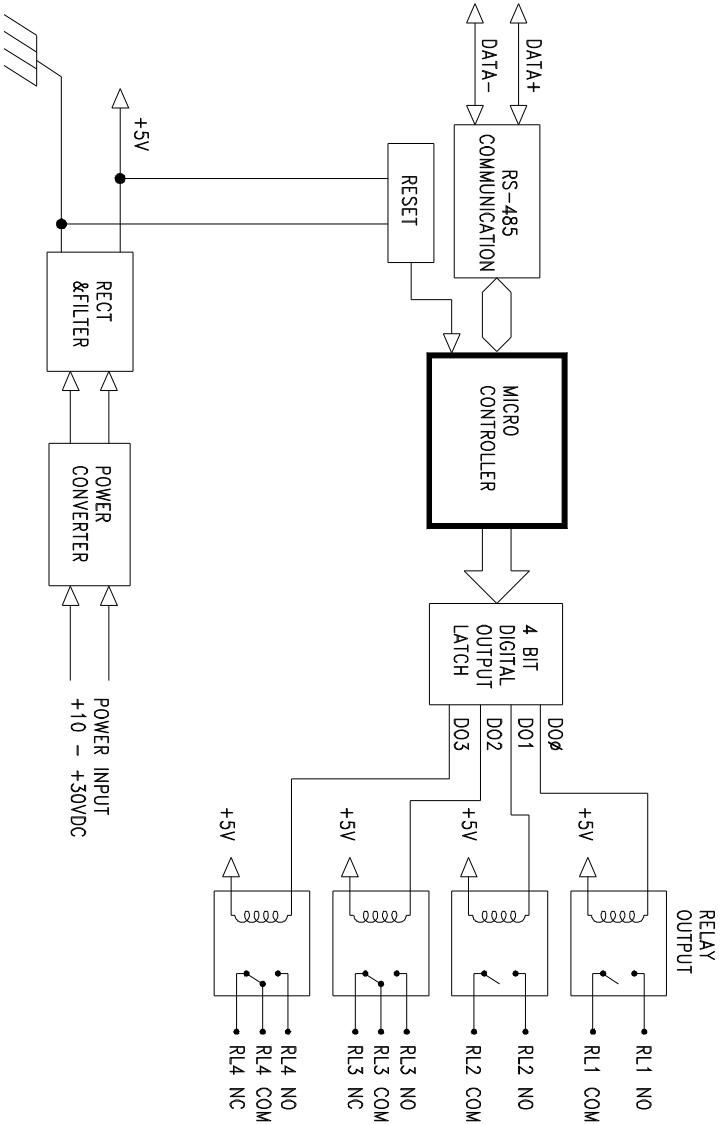 DATA+
DATA-
RS-485
COMMUNICATION
+5V
RESET
RECT
&FILTER
MICRO
CONTROLLER
POWER
CONVERTER
4 BIT
DIGITAL
OUTPUT
LATCH
POWER INPUT
+10 - +30VDC
DOø
DO1
DO2
DO3
RELAY
OUTPUT
+5V
+5V
+5V
+5V
RL1 NO
RL1 COM
RL2 NO
RL2 COM
RL3 NO
RL3 COM
RL3 NC
RL4 NO
RL4 COM
RL4 NC